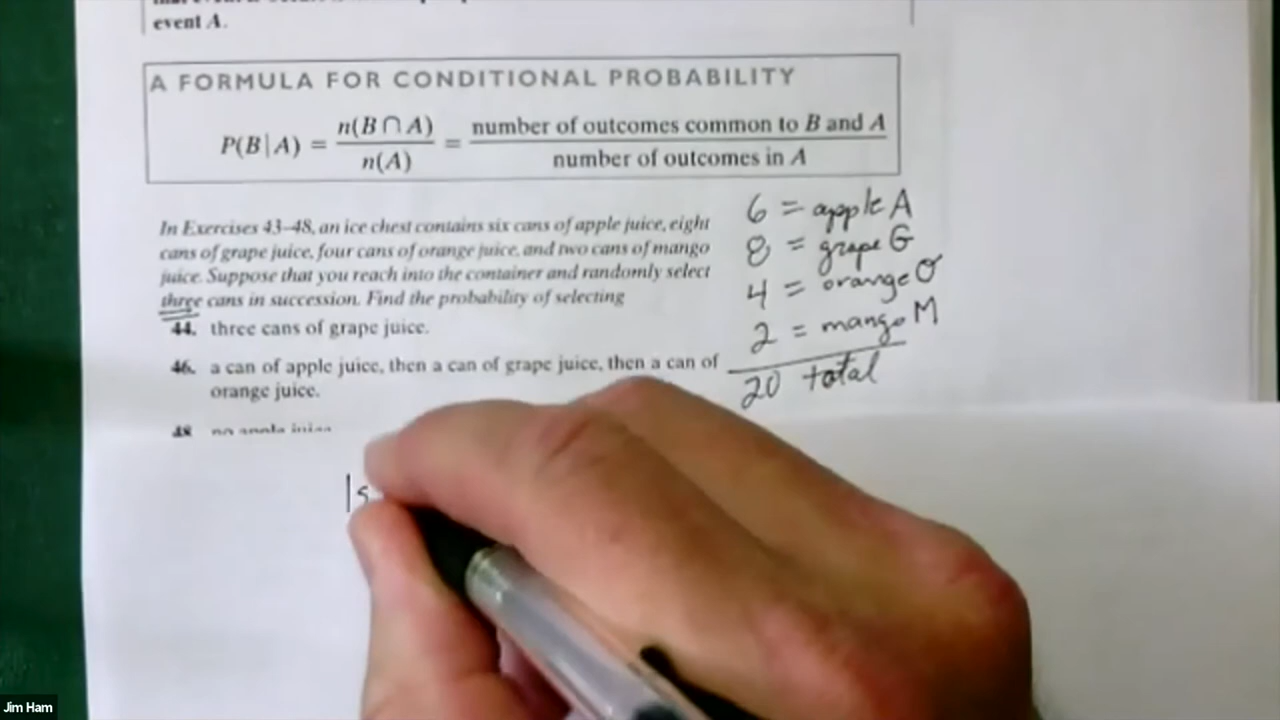 event A.
A FORMULA FOR CONDITIONAL PROBABILITY
P(B|A) = n(B∩A) / n(A) = number of outcomes common to B and A / number of outcomes in A
In Exercises 43–48, an ice chest contains six cans of apple juice, eight
cans of grape juice, four cans of orange juice, and two cans of mango
juice. Suppose that you reach into the container and randomly select
three cans in succession. Find the probability of selecting
44. three cans of grape juice.
46. a can of apple juice, then a can of grape juice, then a can of
orange juice.
48 no apple juice
6 = apple A
8 = grape G
4 = orange O
2 = mango M
20 total
1s
Jim Ham